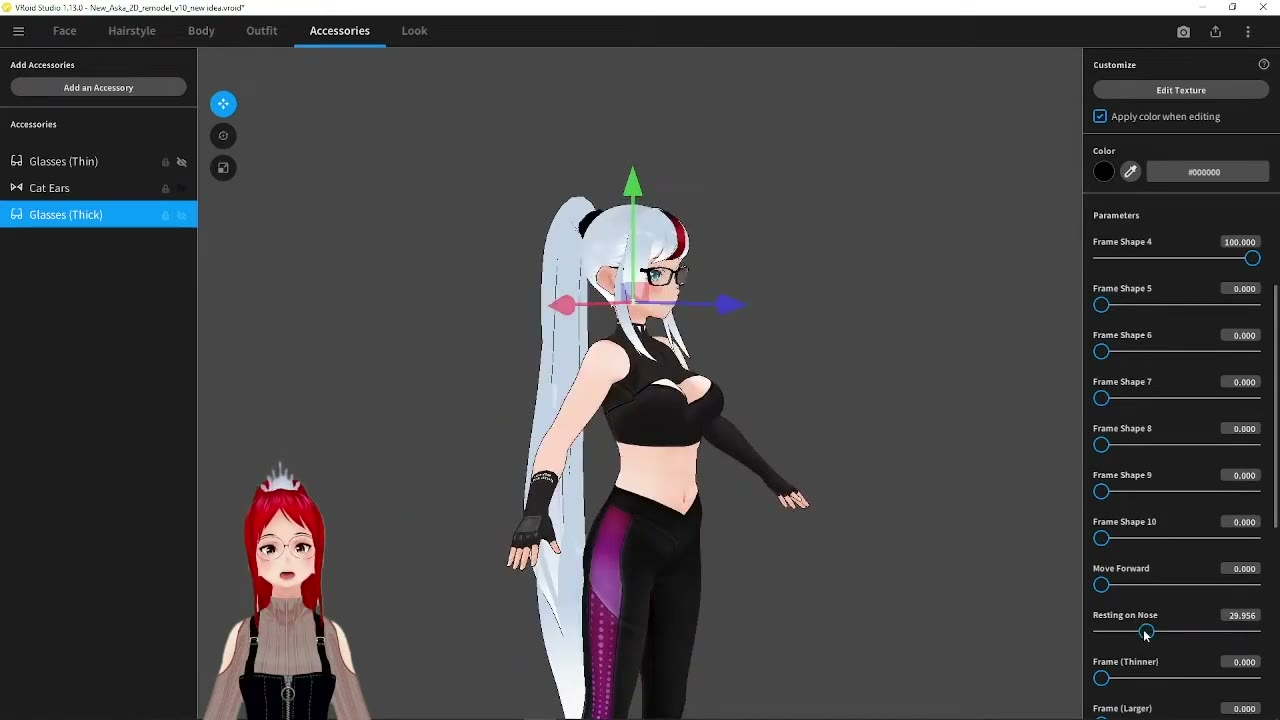 VRoid Studio 1.13.0 - New_Aska_2D_remodel_v10_new idea.vroid*
Face
Hairstyle
Body
Outfit
Accessories
Look
Add Accessories
Add an Accessory
Accessories
Glasses (Thin)
Cat Ears
Glasses (Thick)
Customize
Edit Texture
Apply color when editing
Color
#000000
Parameters
Frame Shape 4 100.000
Frame Shape 5 0.000
Frame Shape 6 0.000
Frame Shape 7 0.000
Frame Shape 8 0.000
Frame Shape 9 0.000
Frame Shape 10 0.000
Move Forward 0.000
Resting on Nose 29.956
Frame (Thinner) 0.000
Frame (Larger) 0.000